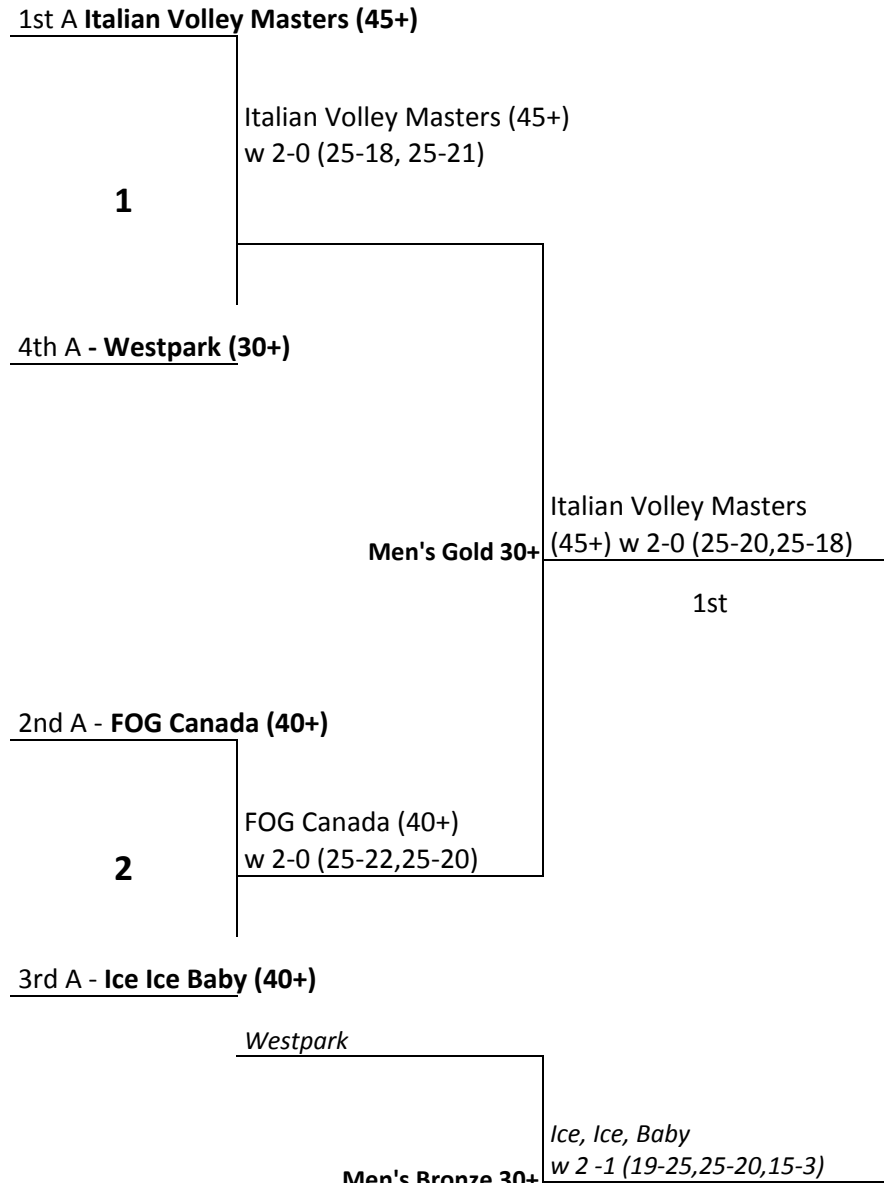 1st A Italian Volley Masters (45+)
Italian Volley Masters (45+)
w 2-0 (25-18, 25-21)
1
4th A - Westpark (30+)
Italian Volley Masters
Men's Gold 30+ (45+) w 2-0 (25-20,25-18)
1st
2nd A - FOG Canada (40+)
FOG Canada (40+)
2 w 2-0 (25-22,25-20)
3rd A - Ice Ice Baby (40+)
Westpark
Ice, Ice, Baby
w 2 -1 (19-25,25-20,15-3)
Men's Bronze 30+